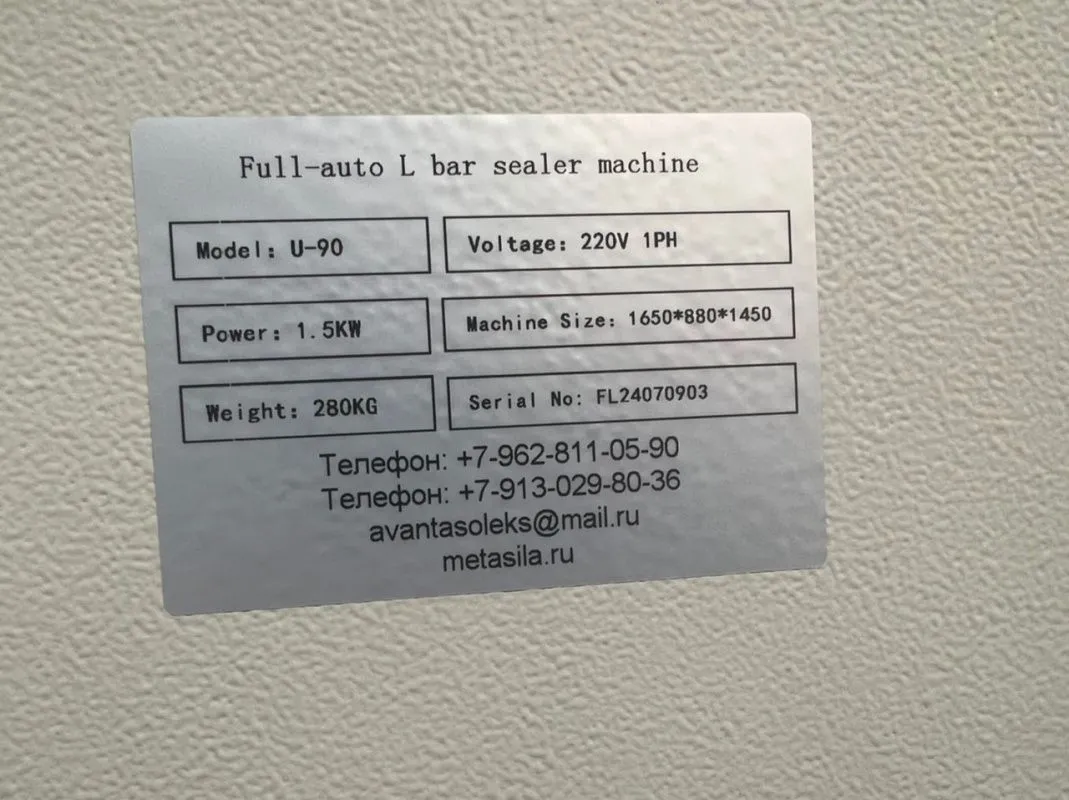 Full-auto L bar sealer machine
Model: U-90
Voltage: 220V 1PH
Power: 1.5KW
Machine Size: 1650*880*1450
Weight: 280KG
Serial No: FL24070903
Телефон: +7-962-811-05-90
Телефон: +7-913-029-80-36
avantasoleks@mail.ru
metasila.ru